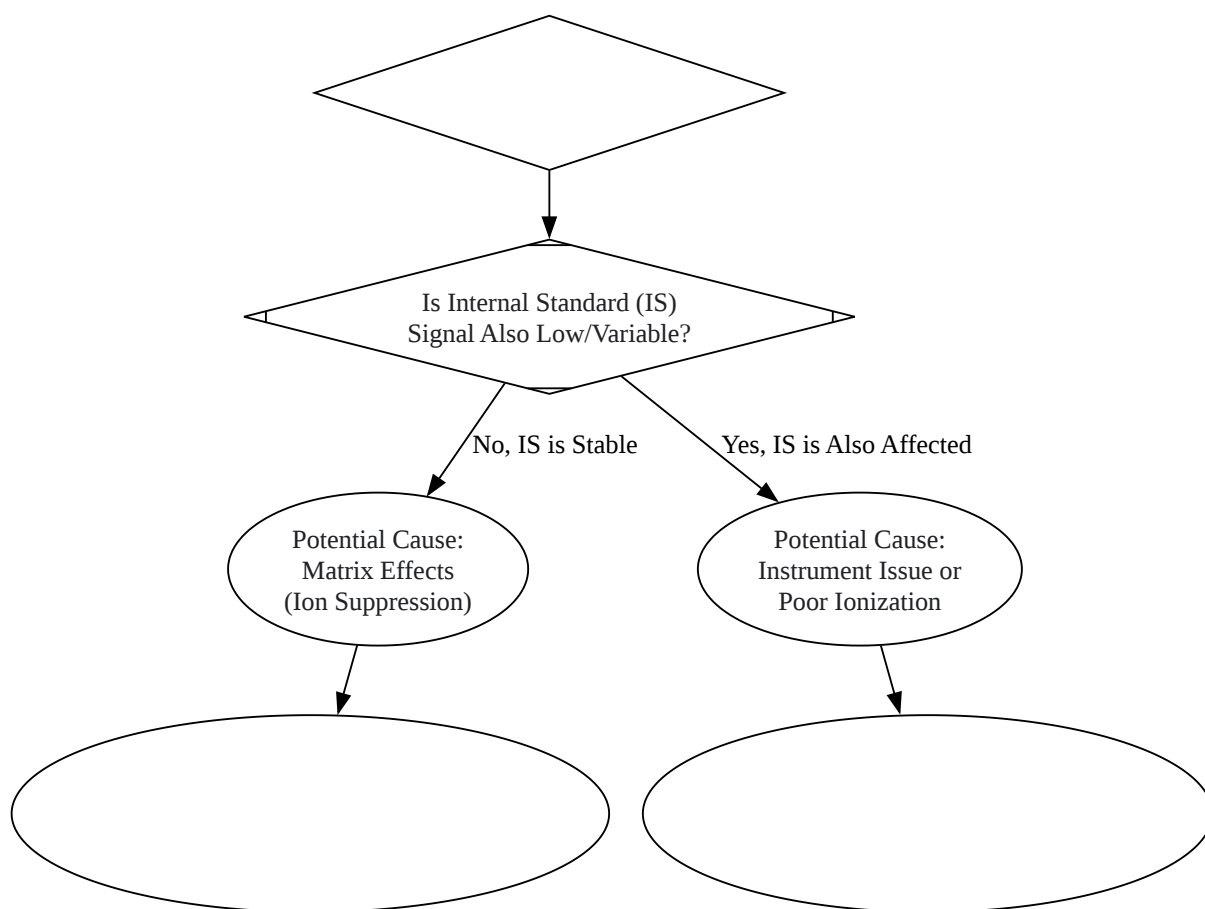 Is Internal Standard (IS)
Signal Also Low/Variable?
No, IS is Stable
Yes, IS is Also Affected
Potential Cause:
Matrix Effects
(Ion Suppression)
Potential Cause:
Instrument Issue or
Poor Ionization